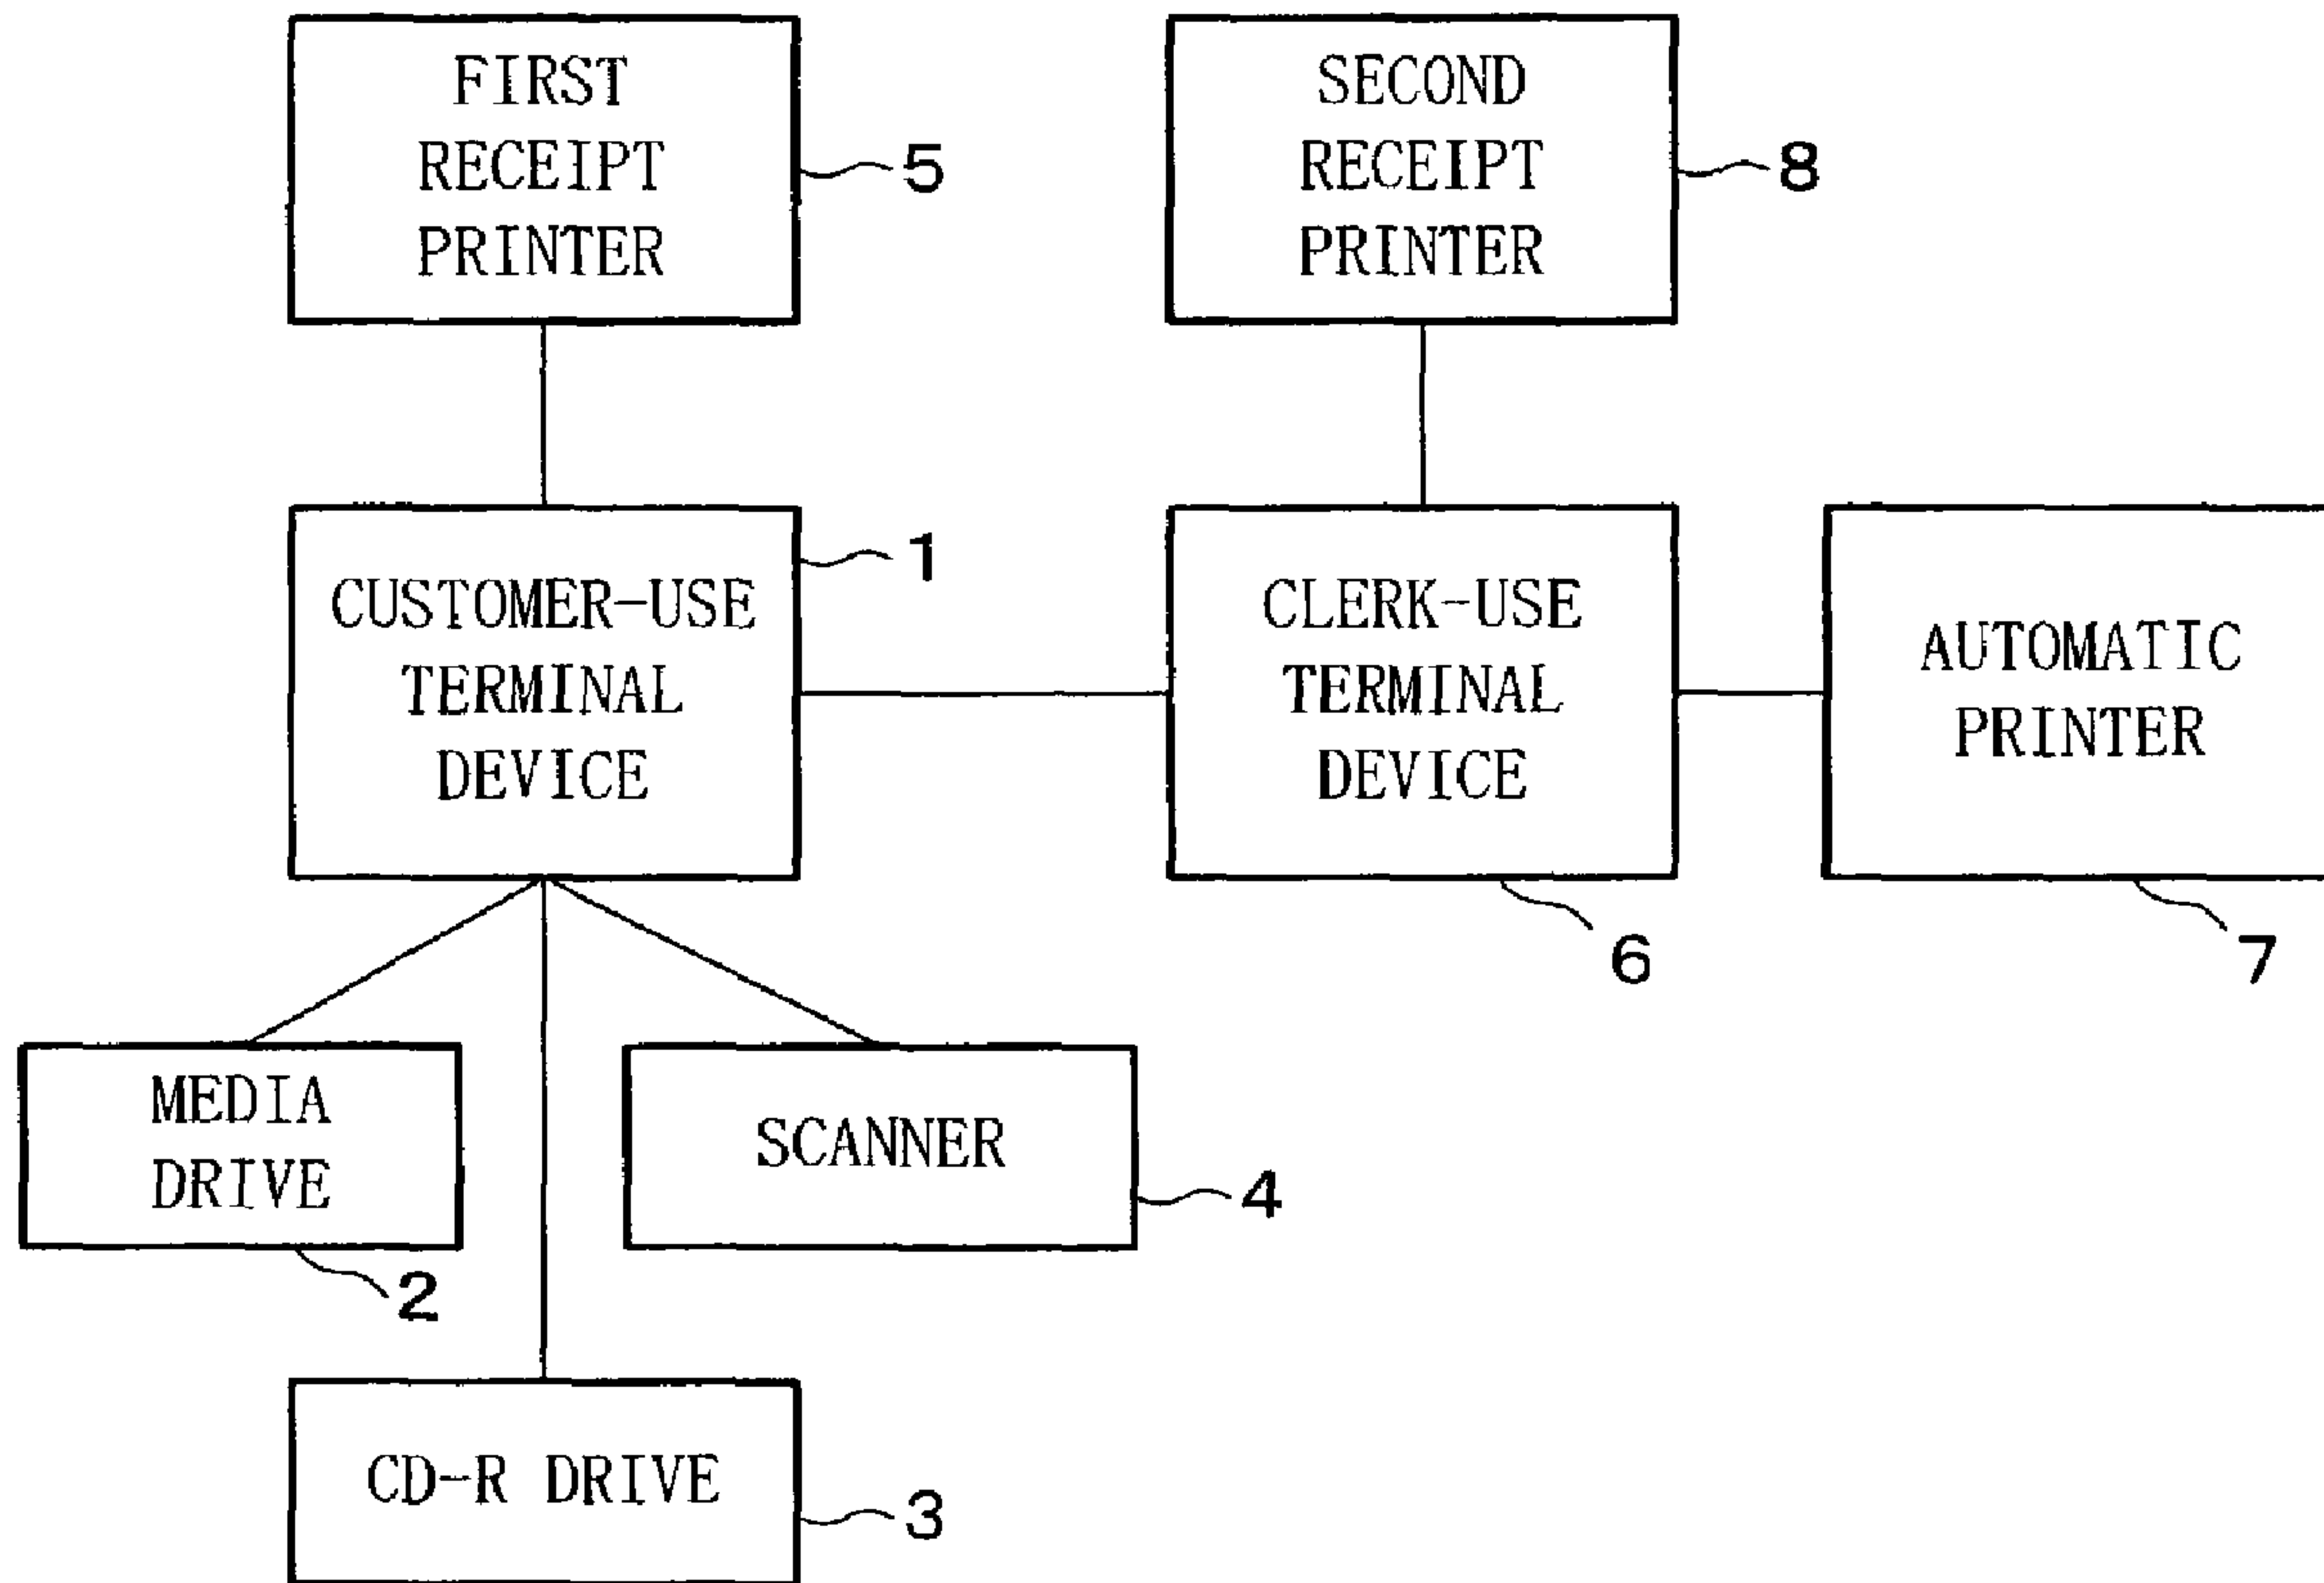 FIRST
RECEIPT
PRINTER
5
SECOND
RECEIPT
PRINTER
8
CUSTOMER-USE
TERMINAL
DEVICE
1
CLERK-USE
TERMINAL
DEVICE
6
AUTOMATIC
PRINTER
7
MEDIA
DRIVE
2
SCANNER
4
CD-R DRIVE
3